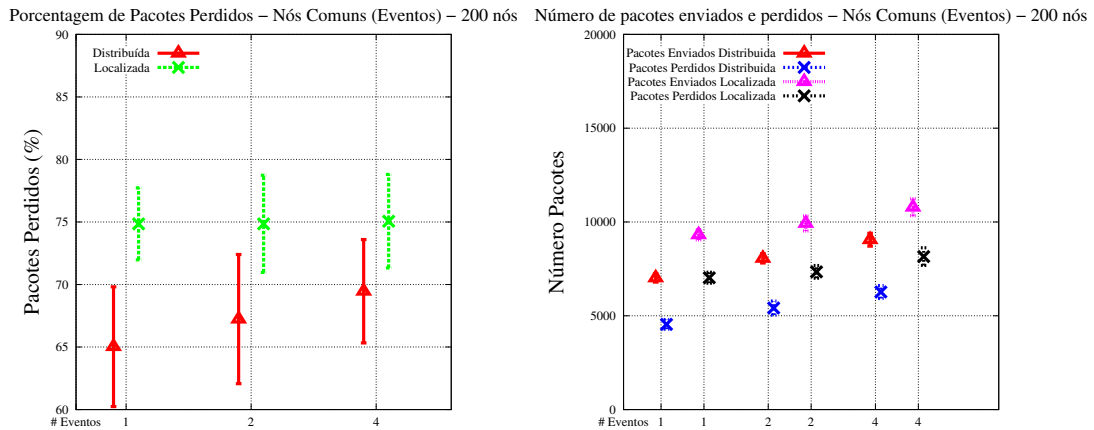 Porcentagem de Pacotes Perdidos – Nós Comuns (Eventos) – 200 nós
90
85
80
75
70
65
60
Pacotes Perdidos (%)
Distribuída
Localizada
# Eventos 1 2 4
Número de pacotes enviados e perdidos – Nós Comuns (Eventos) – 200 nós
20000
15000
10000
5000
0
Número Pacotes
Pacotes Enviados Distribuida
Pacotes Perdidos Distribuida
Pacotes Enviados Localizada
Pacotes Perdidos Localizada
# Eventos 1 1 2 2 4 4